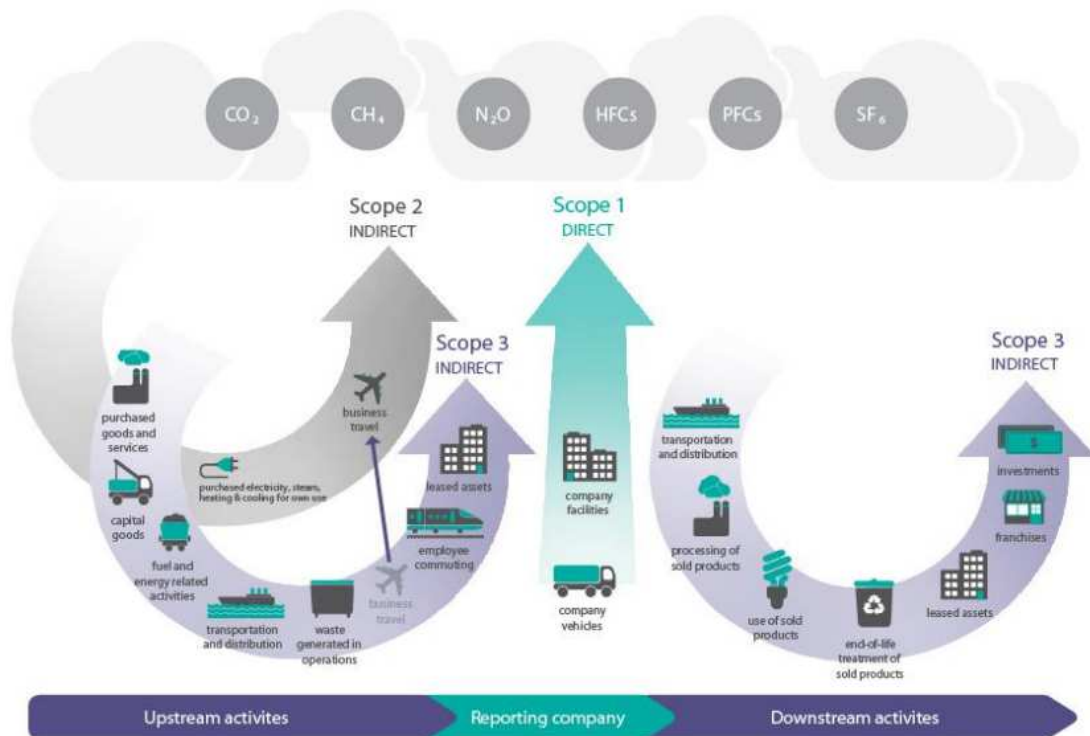 CO₂
CH₄
N₂O
HFCs
PFCs
SF₆
Scope 2
INDIRECT
Scope 1
DIRECT
Scope 3
INDIRECT
Scope 3
INDIRECT
purchased
goods and
services
capital
goods
fuel and
energy related
activities
purchased electricity, steam,
heating & cooling for own use
transportation
and distribution
waste
generated in
operations
business
travel
business
travel
employee
commuting
leased assets
company
facilities
company
vehicles
transportation
and distribution
processing of
sold products
use of sold
products
end-of-life
treatment of
sold products
leased assets
franchises
$
investments
Upstream activites
Reporting company
Downstream activites